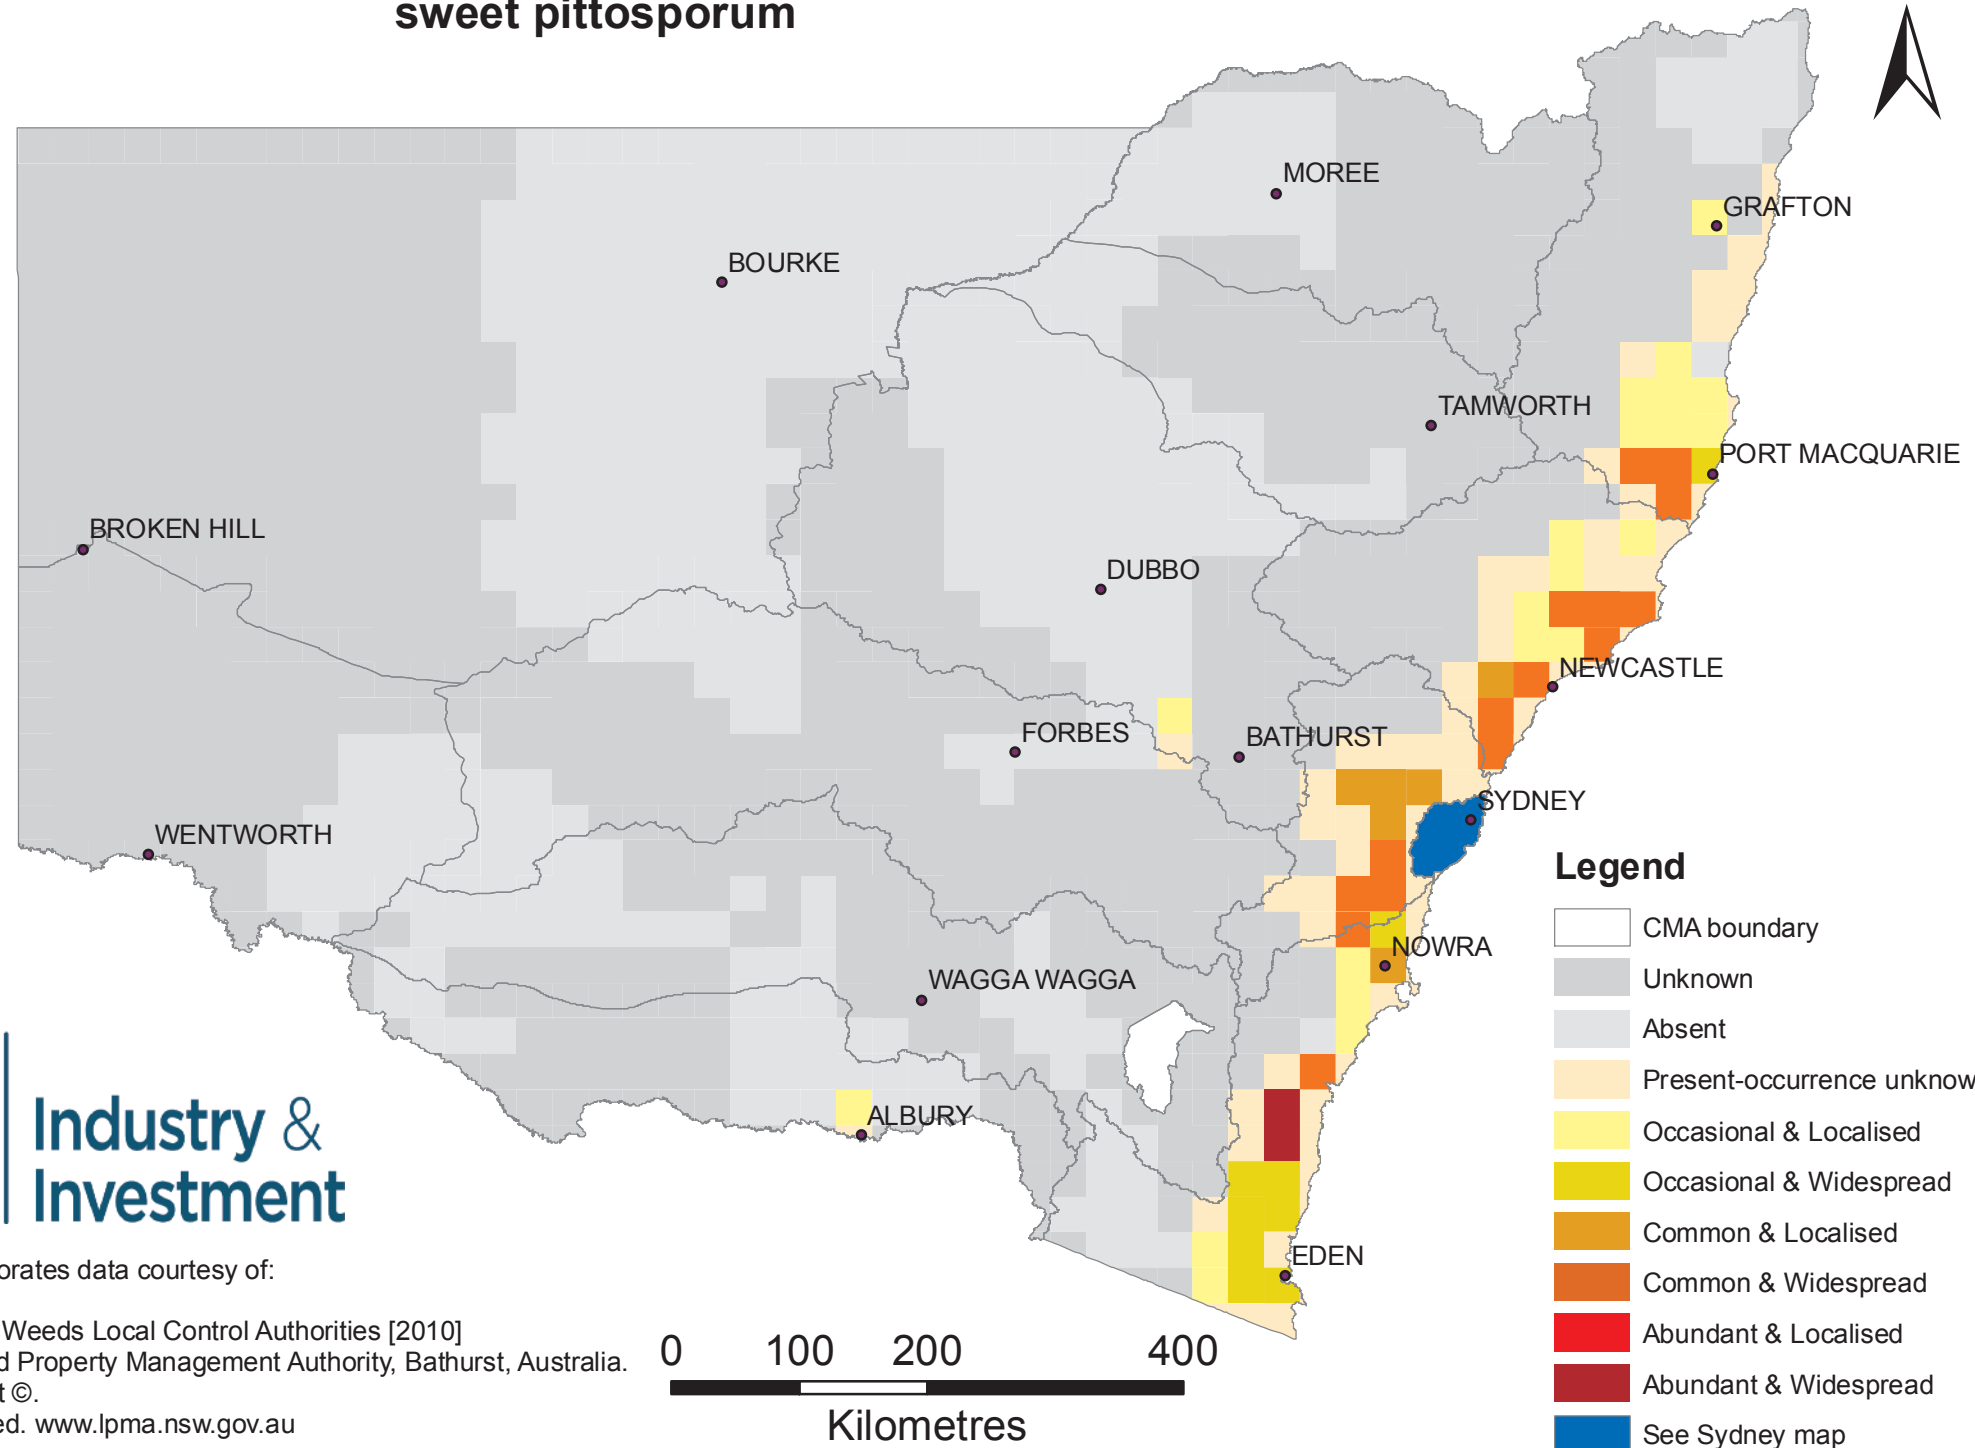 sweet pittosporum
MOREE
GRAFTON
BOURKE
TAMWORTH
PORT MACQUARIE
BROKEN HILL
DUBBO
NEWCASTLE
FORBES
BATHURST
SYDNEY
WENTWORTH
NOWRA
WAGGA WAGGA
ALBURY
EDEN
Legend
CMA boundary
Unknown
Absent
Present-occurrence unknow
Occasional & Localised
Occasional & Widespread
Common & Localised
Common & Widespread
Abundant & Localised
Abundant & Widespread
See Sydney map
Industry &
Investment
orates data courtesy of:
Weeds Local Control Authorities [2010]
d Property Management Authority, Bathurst, Australia.
t ©.
ed. www.lpma.nsw.gov.au
0 100 200 400
Kilometres